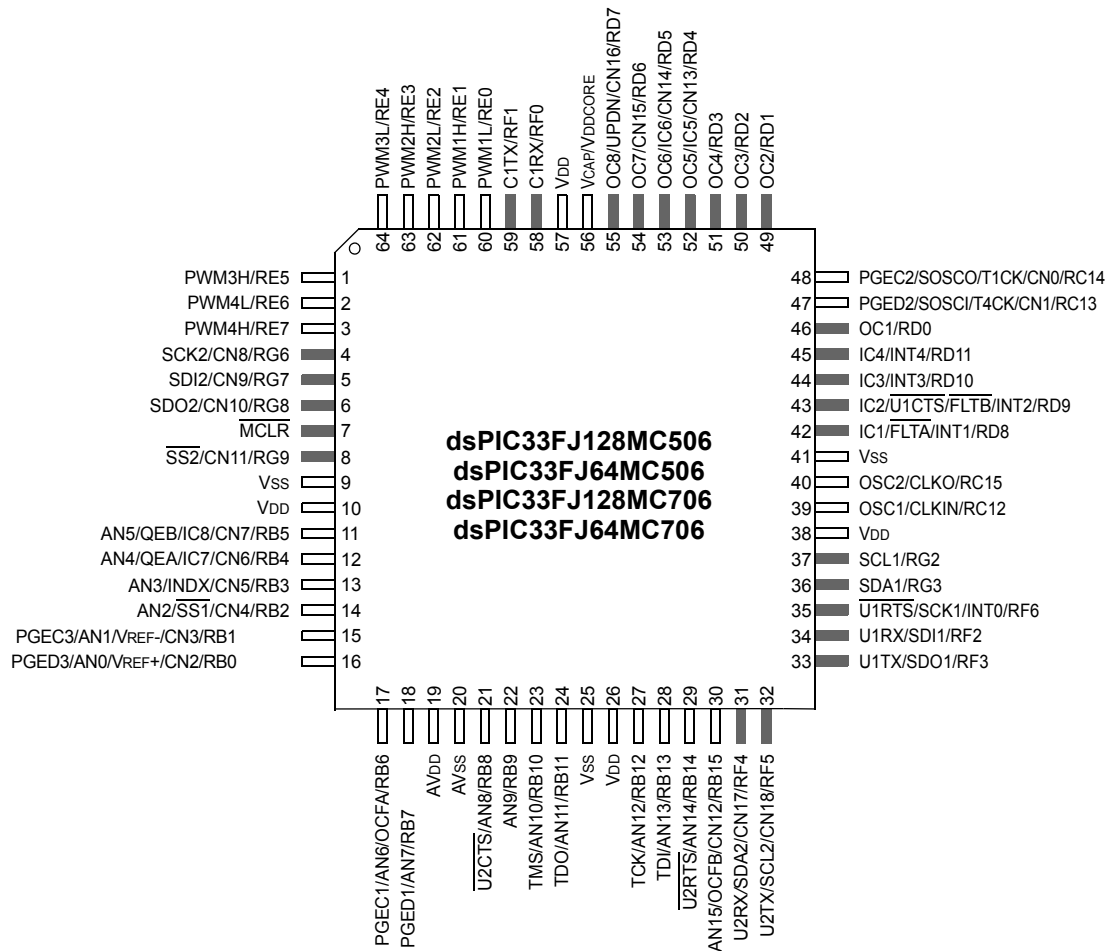 PWM3L/RE4
PWM2H/RE3
PWM2L/RE2
PWM1H/RE1
PWM1L/RE0
C1TX/RF1
C1RX/RF0
VDD
VCAP/VDDCORE
OC8/UPDN/CN16/RD7
OC7/CN15/RD6
OC6/IC6/CN14/RD5
OC5/IC5/CN13/RD4
OC4/RD3
OC3/RD2
OC2/RD1
64 63 62 61 60 59 58 57 56 55 54 53 52 51 50 49
PWM3H/RE5 1
PWM4L/RE6 2
PWM4H/RE7 3
SCK2/CN8/RG6 4
SDI2/CN9/RG7 5
SDO2/CN10/RG8 6
MCLR 7
SS2/CN11/RG9 8
VSS 9
VDD 10
AN5/QEB/IC8/CN7/RB5 11
AN4/QEA/IC7/CN6/RB4 12
AN3/INDX/CN5/RB3 13
AN2/SS1/CN4/RB2 14
PGEC3/AN1/VREF-/CN3/RB1 15
PGED3/AN0/VREF+/CN2/RB0 16
dsPIC33FJ128MC506
dsPIC33FJ64MC506
dsPIC33FJ128MC706
dsPIC33FJ64MC706
48 PGEC2/SOSCO/T1CK/CN0/RC14
47 PGED2/SOSCI/T4CK/CN1/RC13
46 OC1/RD0
45 IC4/INT4/RD11
44 IC3/INT3/RD10
43 IC2/U1CTS/FLTB/INT2/RD9
42 IC1/FLTA/INT1/RD8
41 VSS
40 OSC2/CLKO/RC15
39 OSC1/CLKIN/RC12
38 VDD
37 SCL1/RG2
36 SDA1/RG3
35 U1RTS/SCK1/INT0/RF6
34 U1RX/SDI1/RF2
33 U1TX/SDO1/RF3
17 18 19 20 21 22 23 24 25 26 27 28 29 30 31 32
PGEC1/AN6/OCFA/RB6
PGED1/AN7/RB7
AVDD
AVSS
U2CTS/AN8/RB8
AN9/RB9
TMS/AN10/RB10
TDO/AN11/RB11
VSS
VDD
TCK/AN12/RB12
TDI/AN13/RB13
U2RTS/AN14/RB14
AN15/OCFB/CN12/RB15
U2RX/SDA2/CN17/RF4
U2TX/SCL2/CN18/RF5